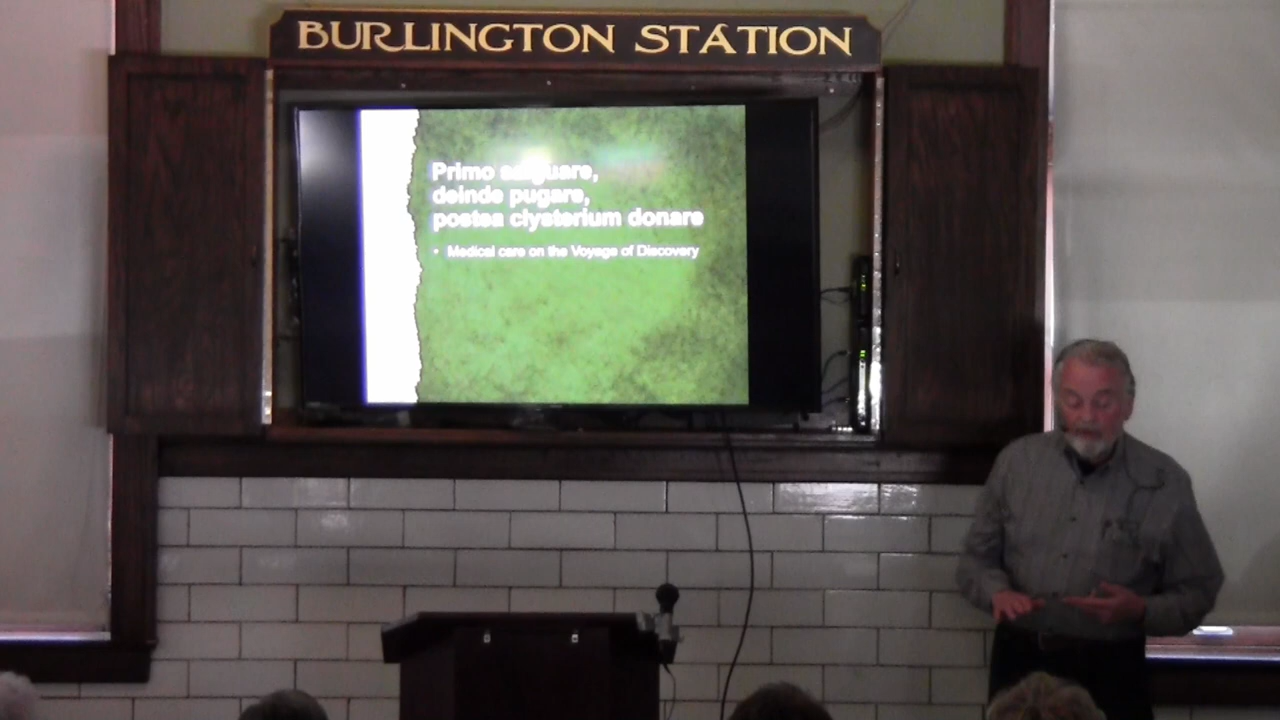 BURLINGTON STATION
Primo
deinde pugare,
postea clysterium donare
• Medical care on the Voyage of Discovery